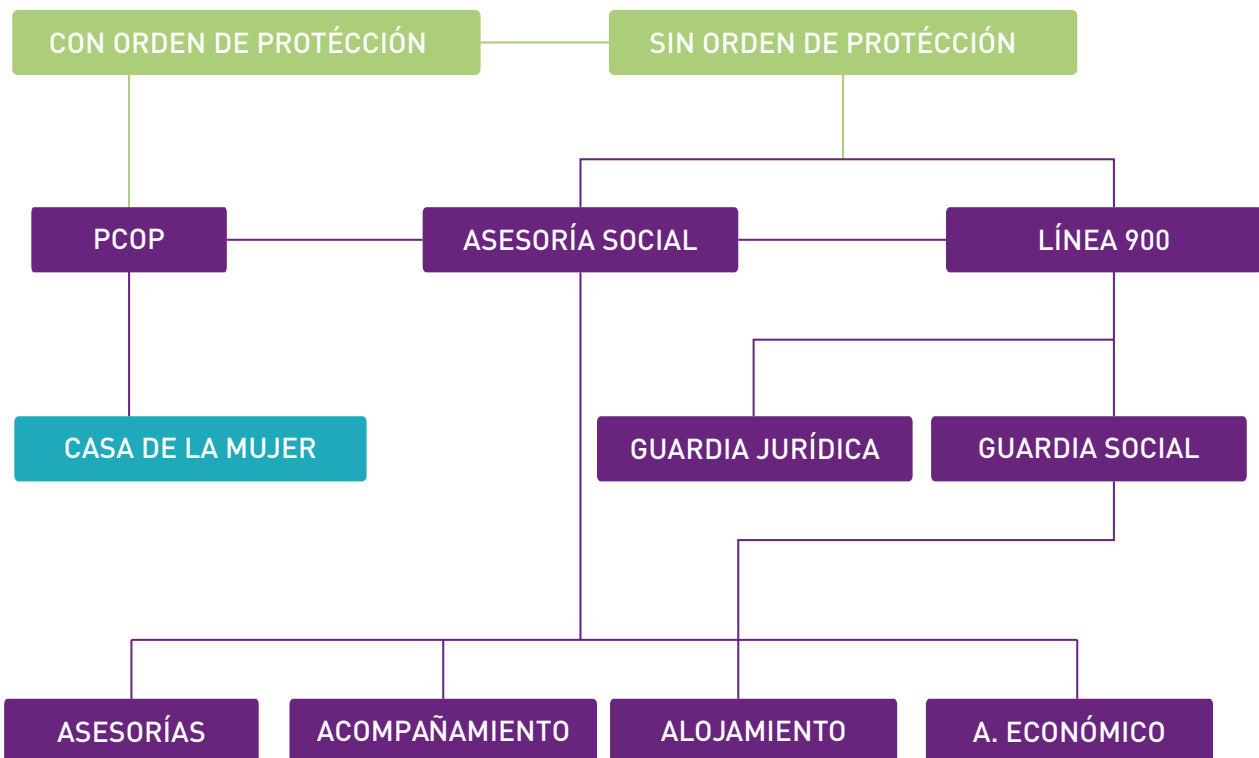 CON ORDEN DE PROTÉCCIÓN
SIN ORDEN DE PROTÉCCIÓN
PCOP
ASESORÍA SOCIAL
LÍNEA 900
CASA DE LA MUJER
GUARDIA JURÍDICA
GUARDIA SOCIAL
ASESORÍAS
ACOMPAÑAMIENTO
ALOJAMIENTO
A. ECONÓMICO